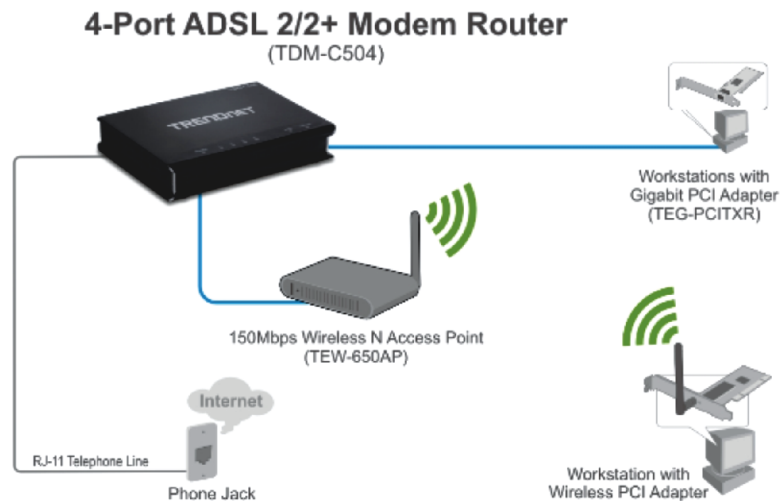 4-Port ADSL 2/2+ Modem Router
(TDM-C504)
TRENDNET
Workstations with
Gigabit PCI Adapter
(TEG-PCITXR)
150Mbps Wireless N Access Point
(TEW-650AP)
Internet
RJ-11 Telephone Line
Phone Jack
Workstation with
Wireless PCI Adapter